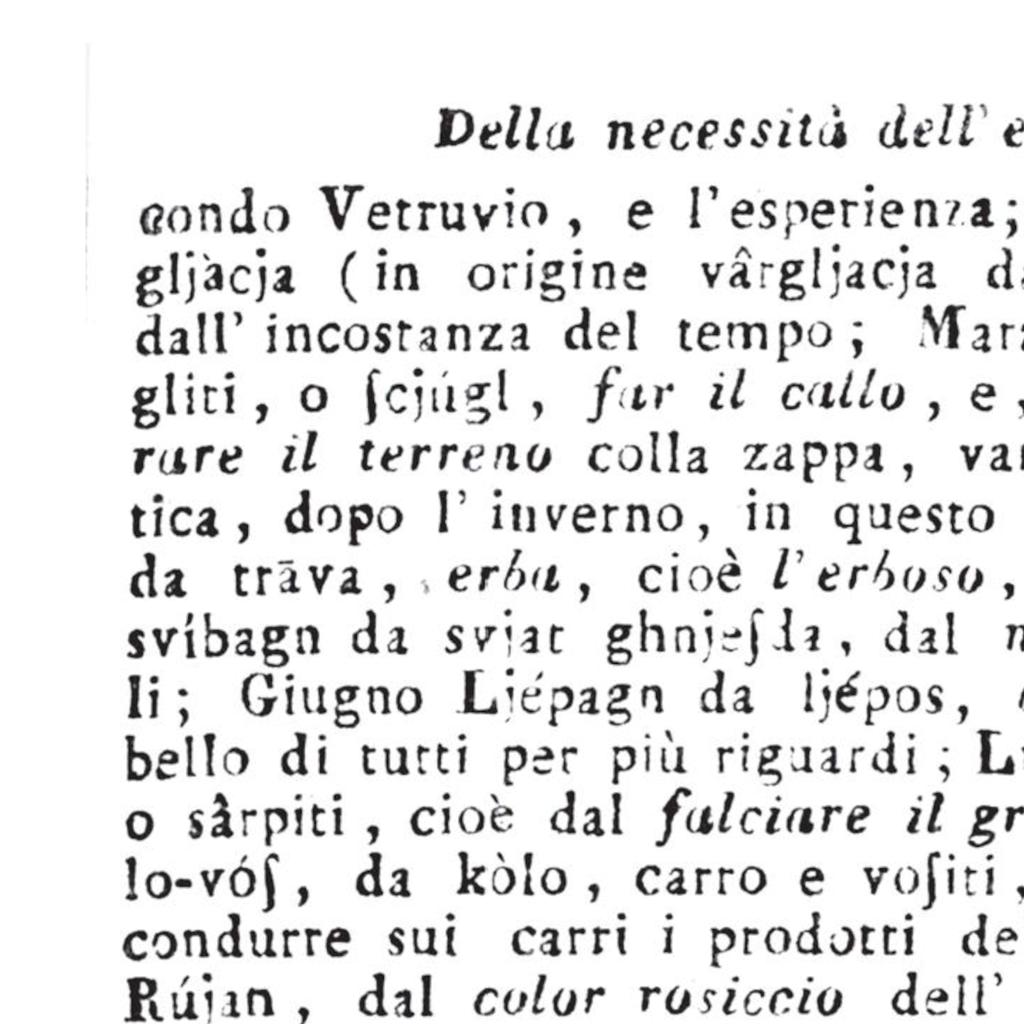 Della necessità dell' e
condo Vetruvio, e l'esperienza;
gljàcja (in origine vârgljacja d
dall' incostanza del tempo; Mar
gliti, o ſcjúgl, far il callo, e,
rare il terreno colla zappa, va
tica, dopo l' inverno, in questo
da trāva, erba, cioè l'erboso,
svíbagn da svjat ghnjeſda, dal
li; Giugno Ljépagn da ljépos,
bello di tutti per più riguardi; L
o sârpiti, cioè dal falciare il gr
lo-vóſ, da kòlo, carro e voſiti,
condurre sui carri i prodotti de
Rújan, dal color rosiccio dell'